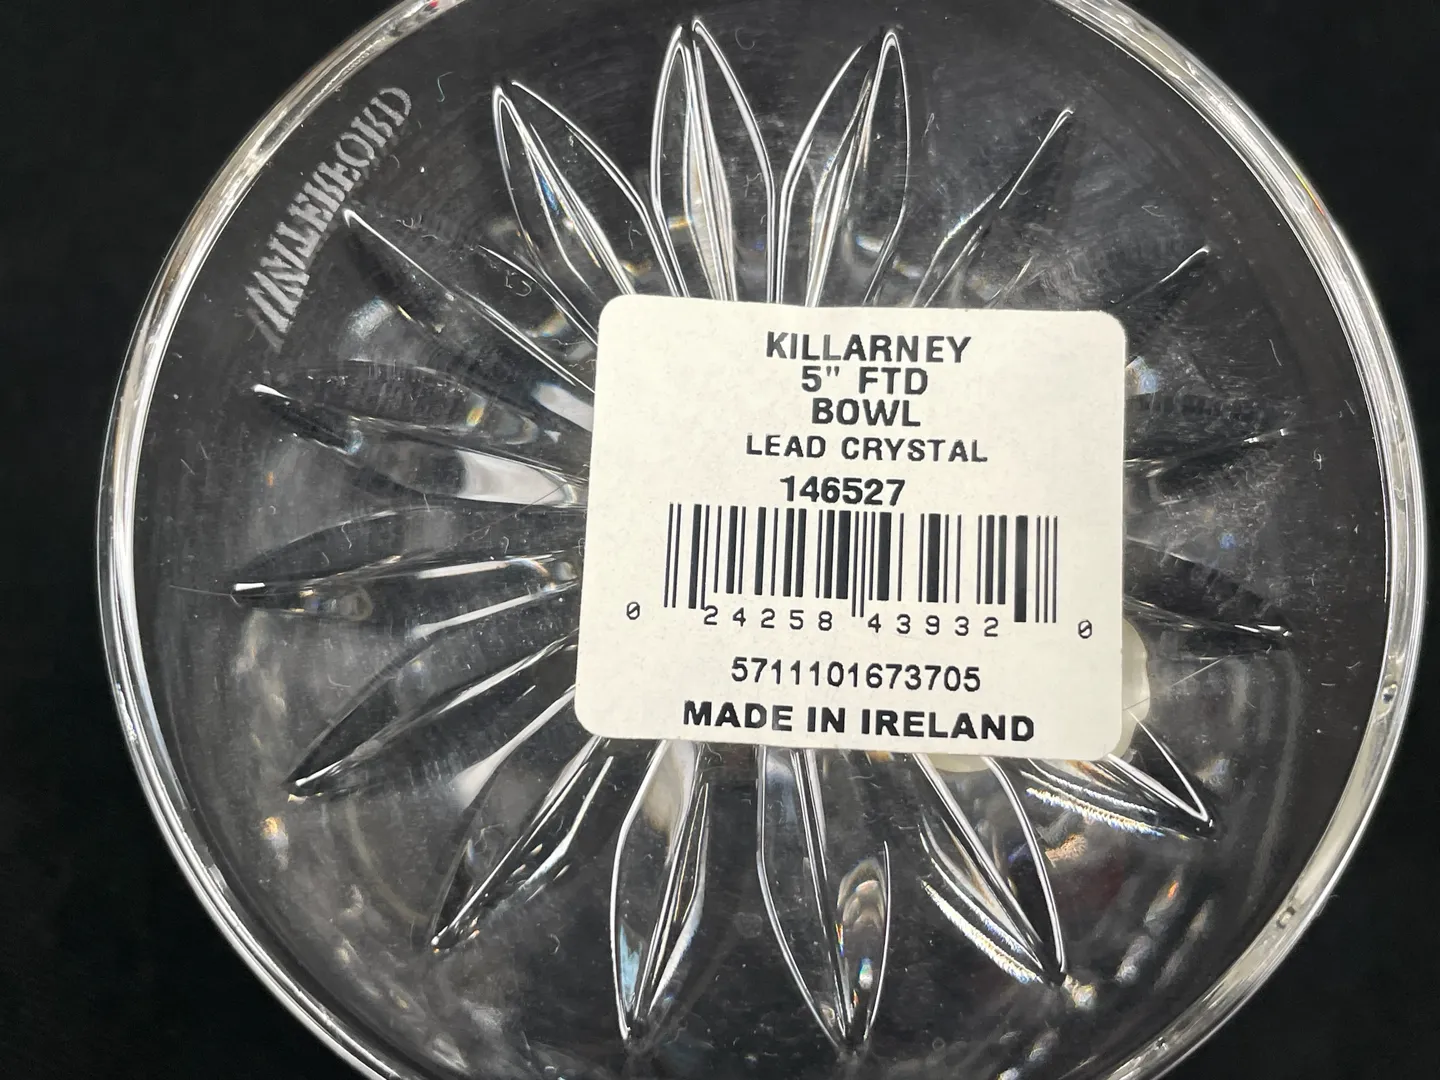 WATERFORD
KILLARNEY
5" FTD
BOWL
LEAD CRYSTAL
146527
0 24258 43932 0
5711101673705
MADE IN IRELAND